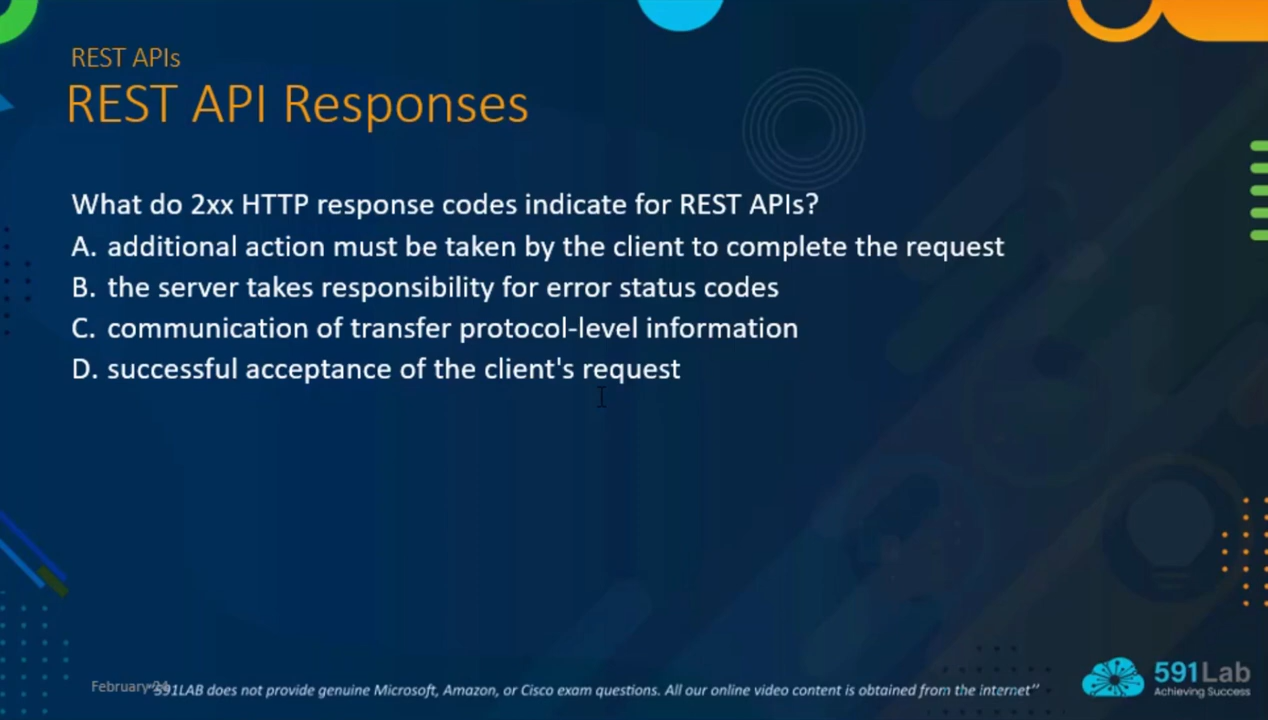 REST APIs
REST API Responses
What do 2xx HTTP response codes indicate for REST APIs?
A. additional action must be taken by the client to complete the request
B. the server takes responsibility for error status codes
C. communication of transfer protocol-level information
D. successful acceptance of the client's request
February
"591LAB does not provide genuine Microsoft, Amazon, or Cisco exam questions. All our online video content is obtained from the internet"
591Lab
Achieving Success